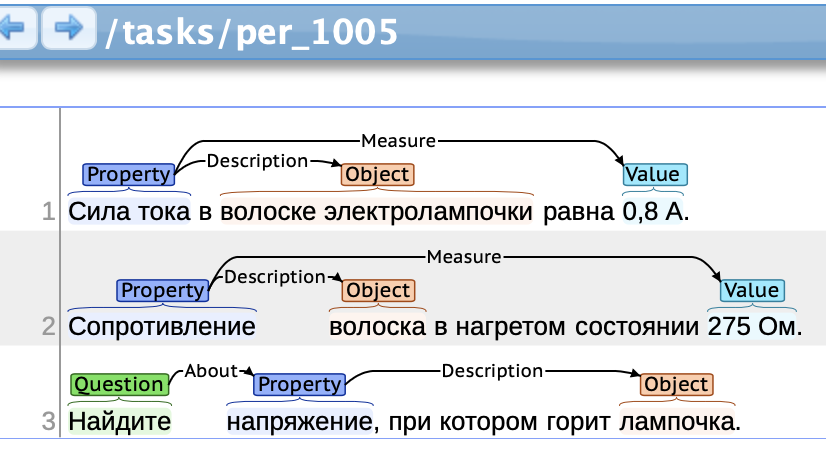 /tasks/per_1005
Measure
Description
Property Object Value
1 Сила тока в волоске электролампочки равна 0,8 А.
Measure
Description
Property Object Value
2 Сопротивление волоска в нагретом состоянии 275 Ом.
About Description
Question Property Object
3 Найдите напряжение, при котором горит лампочка.